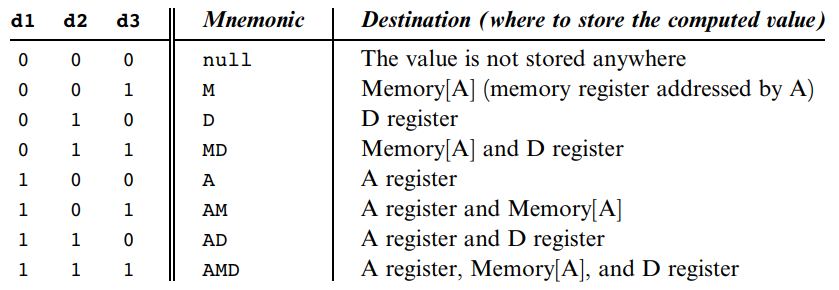 d1 d2 d3 Mnemonic Destination (where to store the computed value)
0 0 0 null The value is not stored anywhere
0 0 1 M Memory[A] (memory register addressed by A)
0 1 0 D D register
0 1 1 MD Memory[A] and D register
1 0 0 A A register
1 0 1 AM A register and Memory[A]
1 1 0 AD A register and D register
1 1 1 AMD A register, Memory[A], and D register